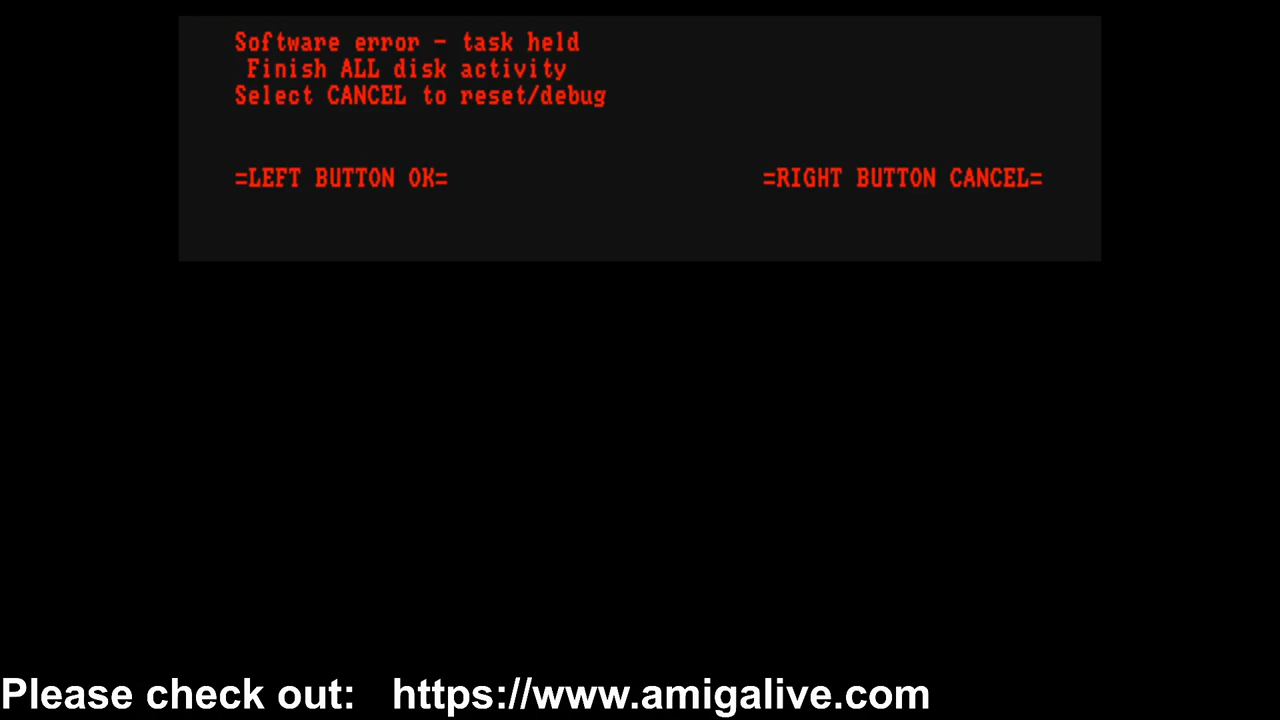 Software error - task held
Finish ALL disk activity
Select CANCEL to reset/debug
=LEFT BUTTON OK= =RIGHT BUTTON CANCEL=
Please check out: https://www.amigalive.com